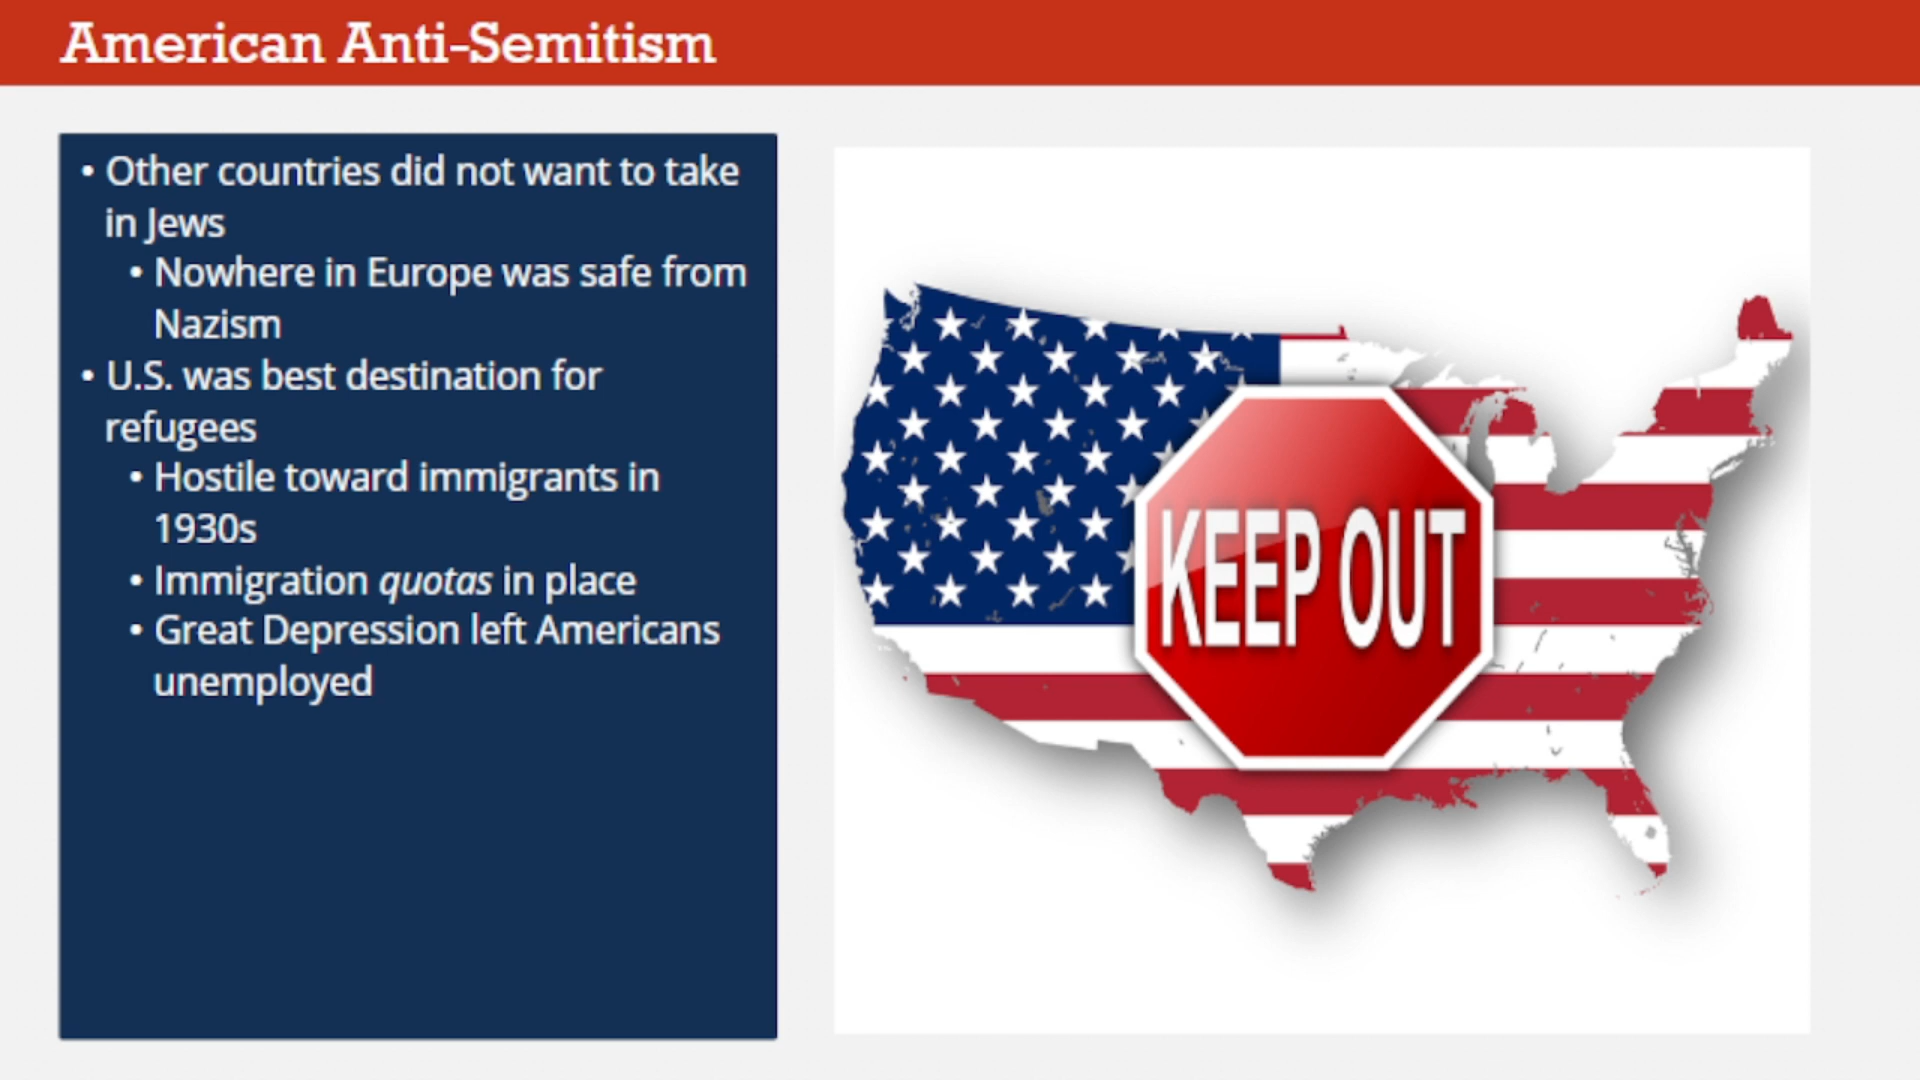 American Anti-Semitism
• Other countries did not want to take
in Jews
• Nowhere in Europe was safe from
Nazism
• U.S. was best destination for
refugees
• Hostile toward immigrants in
1930s
• Immigration quotas in place
• Great Depression left Americans
unemployed
KEEP OUT